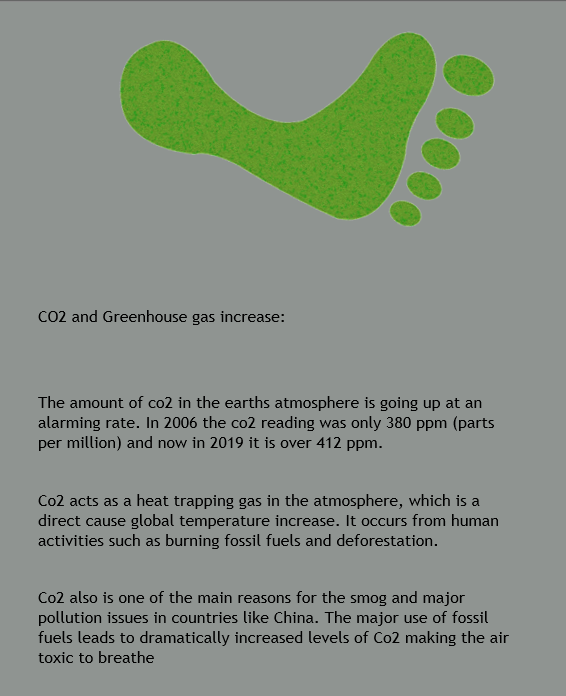 CO2 and Greenhouse gas increase:
The amount of co2 in the earths atmosphere is going up at an
alarming rate. In 2006 the co2 reading was only 380 ppm (parts
per million) and now in 2019 it is over 412 ppm.
Co2 acts as a heat trapping gas in the atmosphere, which is a
direct cause global temperature increase. It occurs from human
activities such as burning fossil fuels and deforestation.
Co2 also is one of the main reasons for the smog and major
pollution issues in countries like China. The major use of fossil
fuels leads to dramatically increased levels of Co2 making the air
toxic to breathe